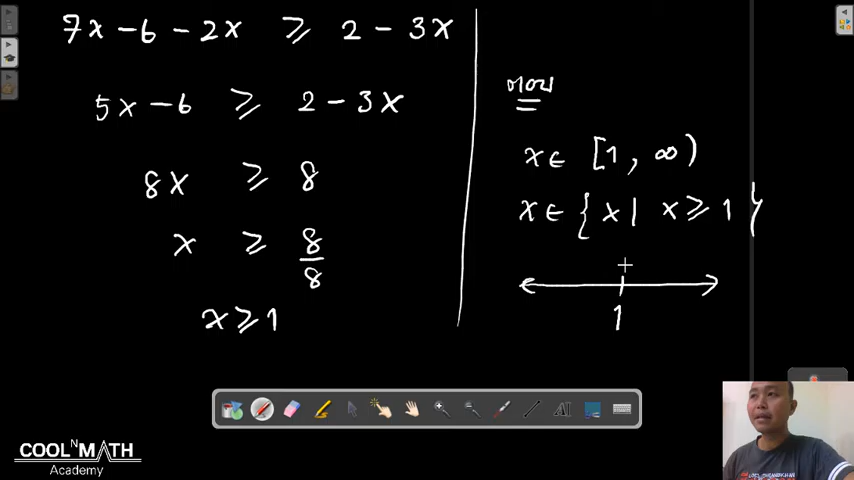 7x - 6 - 2x ≥ 2 - 3x
5x - 6 ≥ 2 - 3x
8x ≥ 8
x ≥ 8/8
x ≥ 1
ตอบ
x ∈ [1, ∞)
x ∈ {x | x ≥ 1}
1
COOL N MATH
Academy